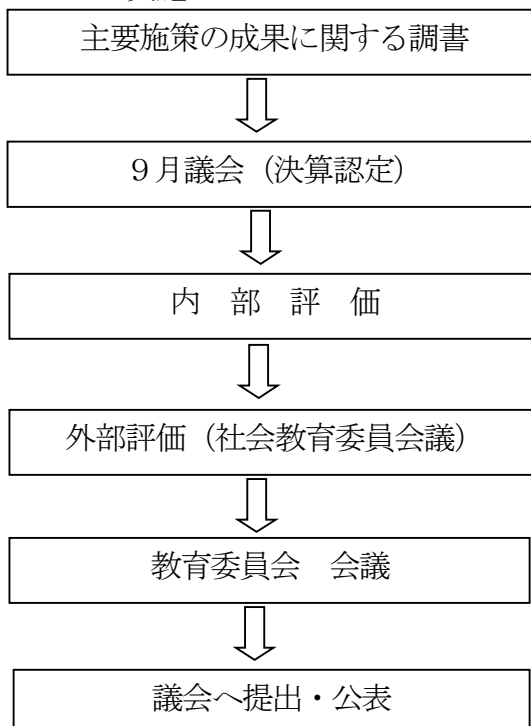 主要施策の成果に関する調書
９月議会（決算認定）
内　部　評　価
外部評価（社会教育委員会議）
教育委員会　会議
議会へ提出・公表